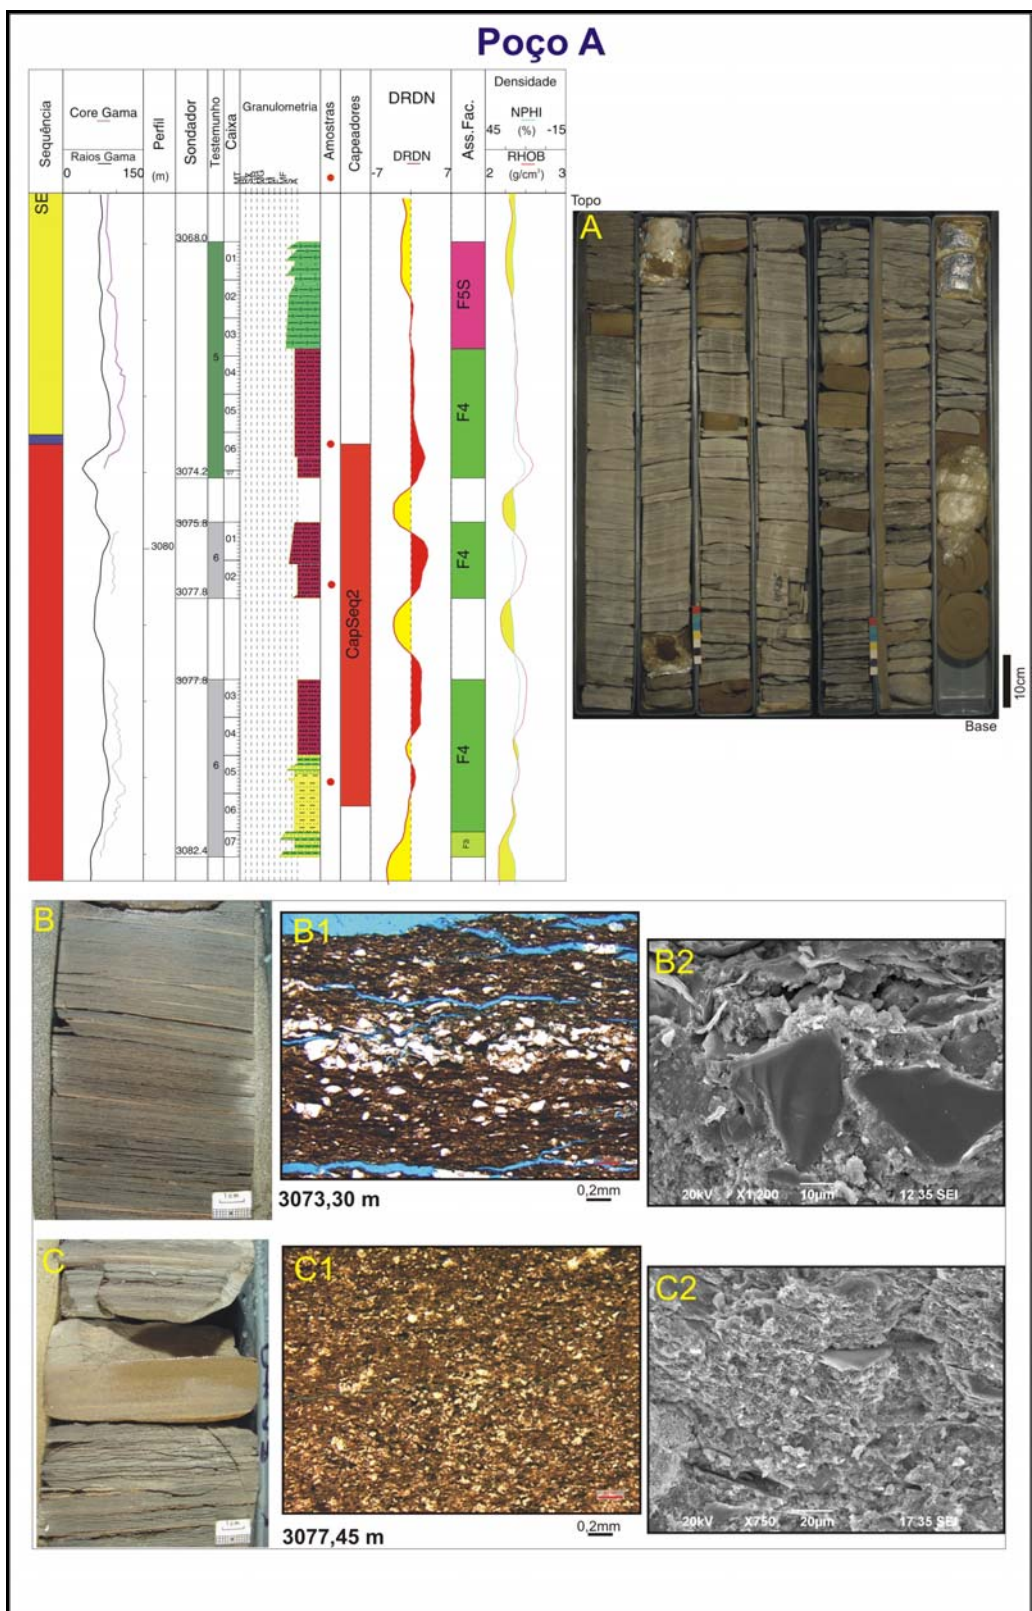 Poço A
Sequência
Core Gama
Raios Gama
0 150
Perfil
(m)
Sondador
Testemunho
Caixa
Granulometria
Amostras
Capeadores
DRDN
DRDN
-7 7
Ass.Fac.
Densidade
NPHI
45 (%) -15
RHOB
(g/cm³)
2 3
SE
3068.0
01
02
03
5
04
05
06
3074.2
3075.8
01
3080
6
02
3077.8
3077.8
03
04
6
05
06
07
3082.4
CapSeq2
F5S
F4
F4
F4
F3
Topo
A
10cm
Base
B
1 cm
B1
3073,30 m
0,2mm
B2
20kV X1,200 10µm 12 35 SEI
C
1 cm
C1
3077,45 m
0,2mm
C2
20kV X750 20µm 17 35 SEI